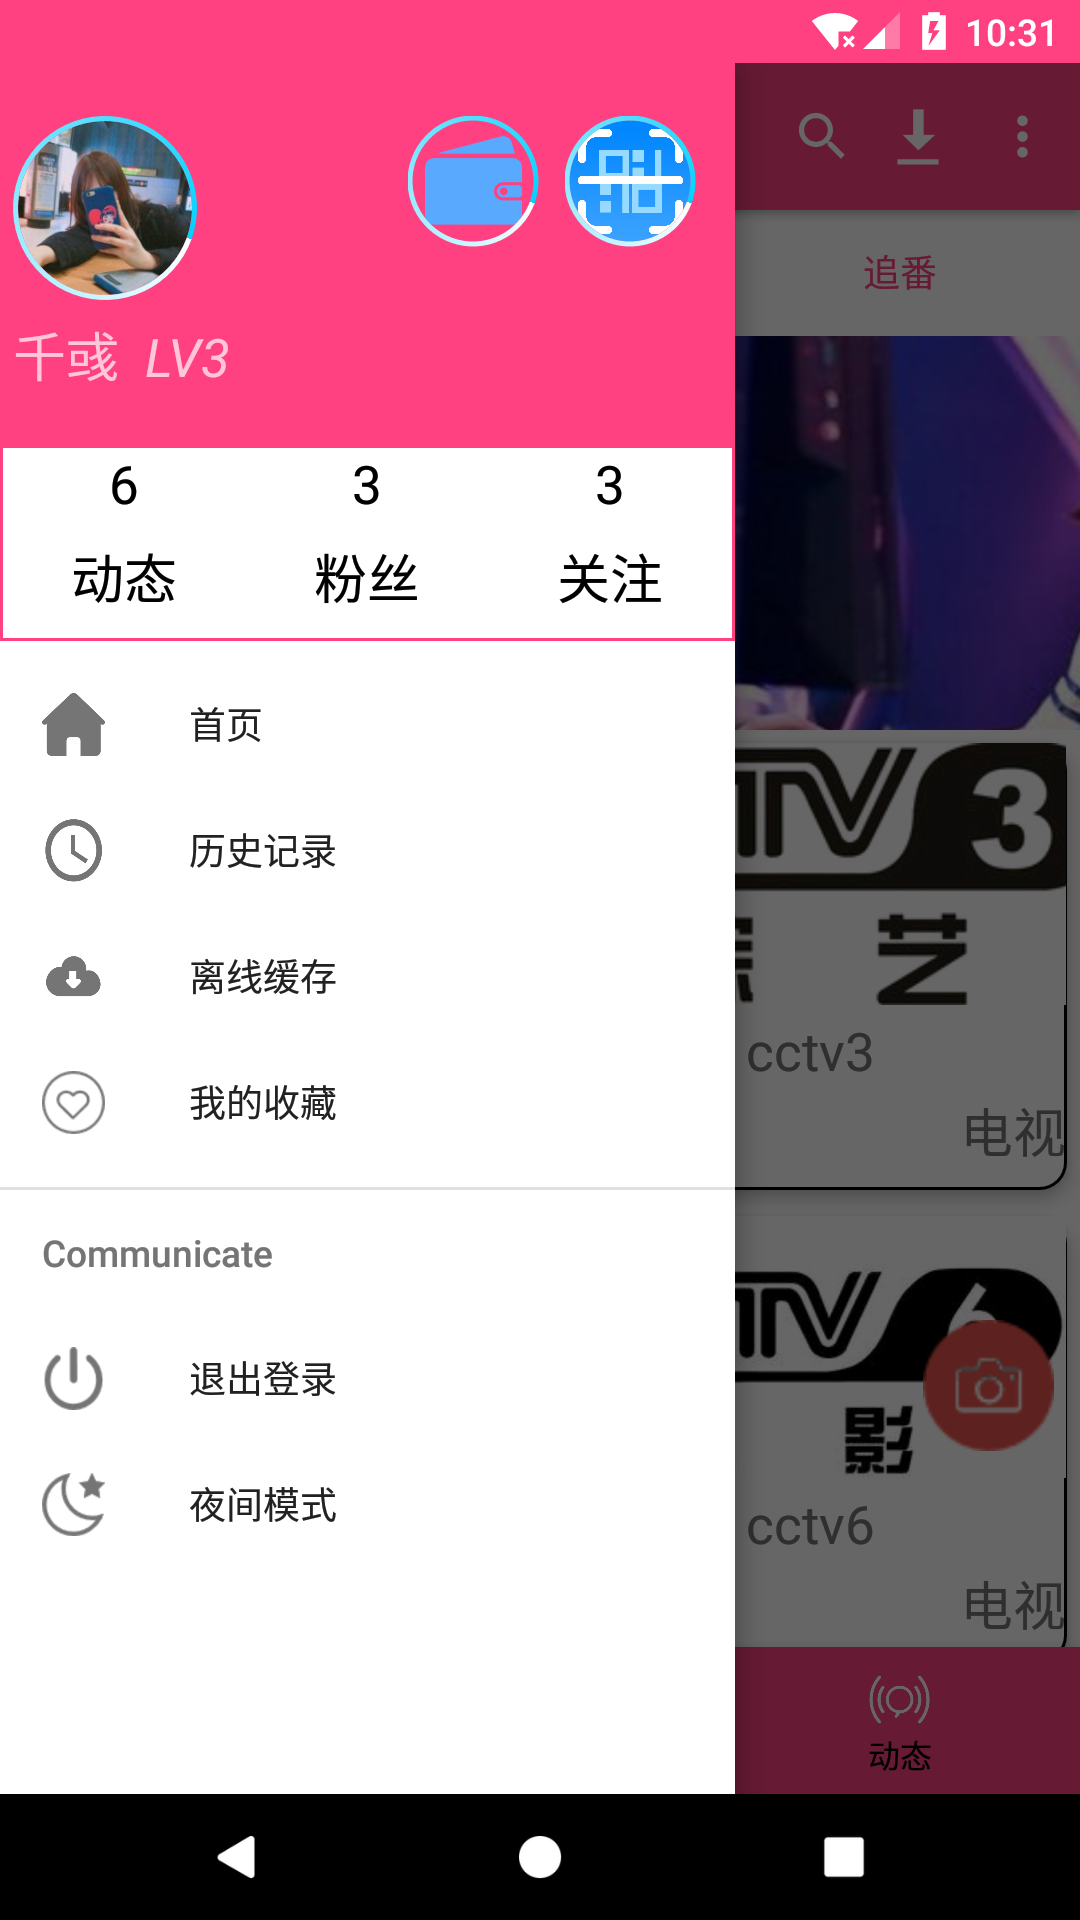 10:31
追番
千彧 LV3
6 3 3
动态 粉丝 关注
首页
历史记录
离线缓存
我的收藏
Communicate
退出登录
夜间模式
TV 3
艺
cctv3
电视
TV 6
影
cctv6
电视
动态